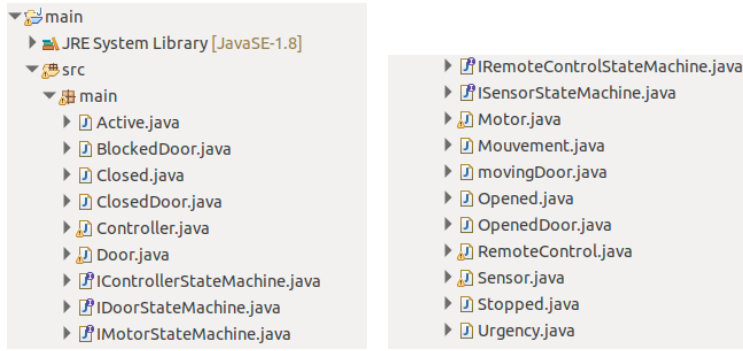 main
JRE System Library [JavaSE-1.8]
src
main
Active.java
BlockedDoor.java
Closed.java
ClosedDoor.java
Controller.java
Door.java
IControllerStateMachine.java
IDoorStateMachine.java
IMotorStateMachine.java
IRemoteControlStateMachine.java
ISensorStateMachine.java
Motor.java
Mouvement.java
movingDoor.java
Opened.java
OpenedDoor.java
RemoteControl.java
Sensor.java
Stopped.java
Urgency.java